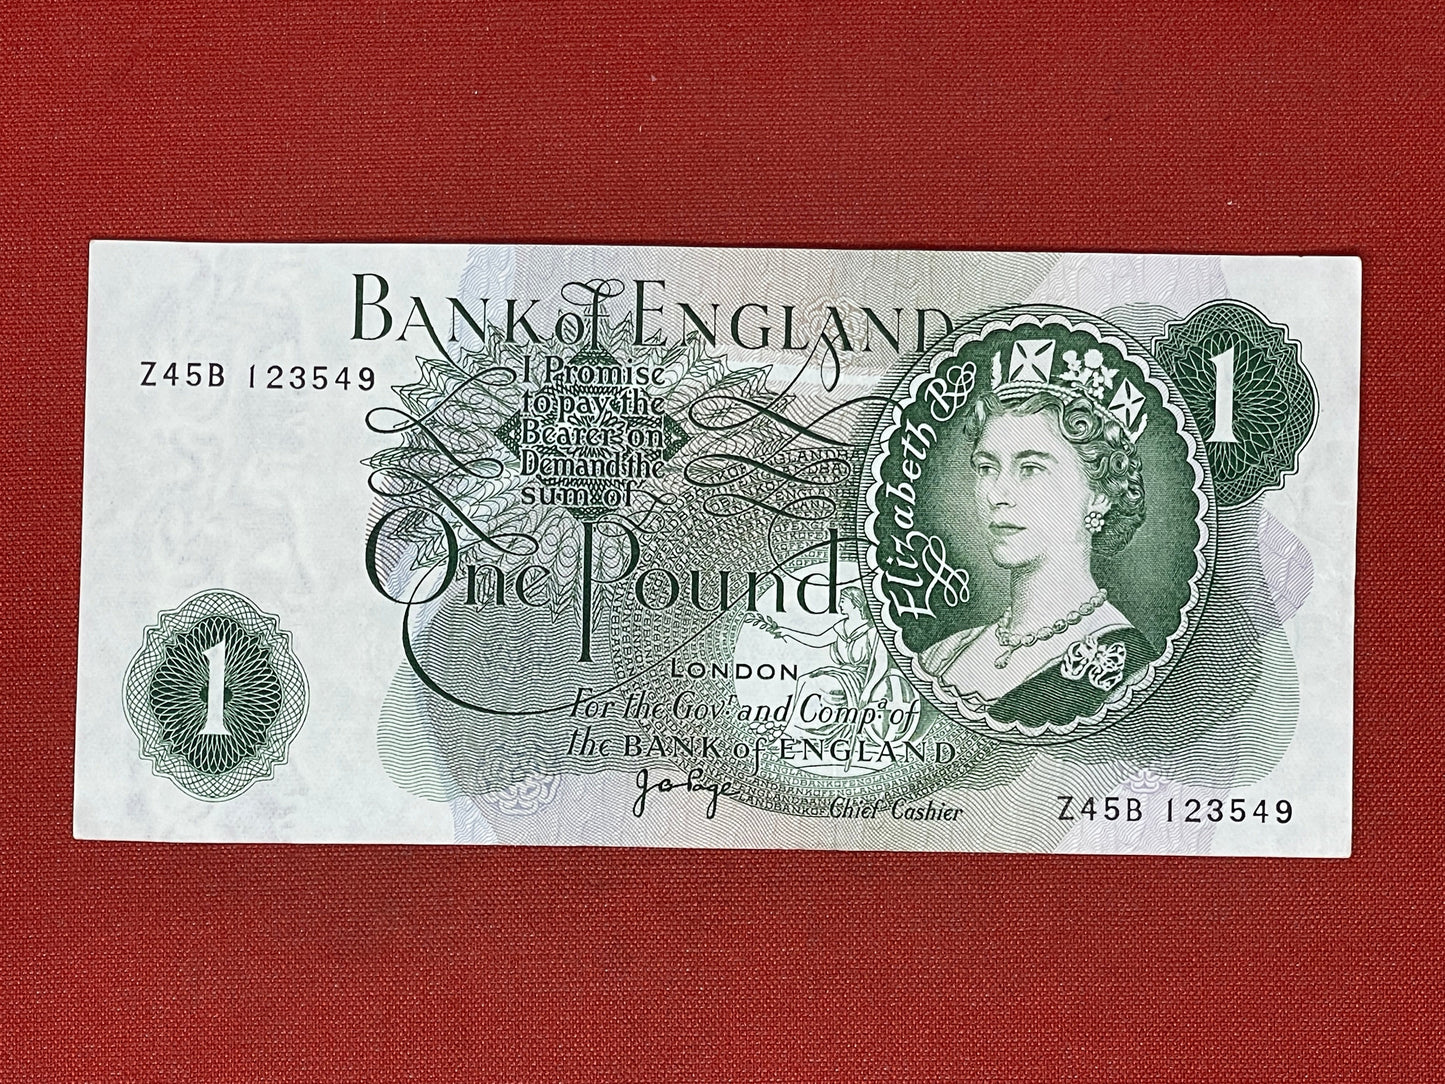 BANK of ENGLAND
Z45B 123549
I Promise
to pay the
Bearer on
Demand the
sum of
One Pound
Elizabeth R
1
1
LONDON
For the Govr. and Compa. of
the BANK of ENGLAND
J B Page
Chief Cashier
Z45B 123549